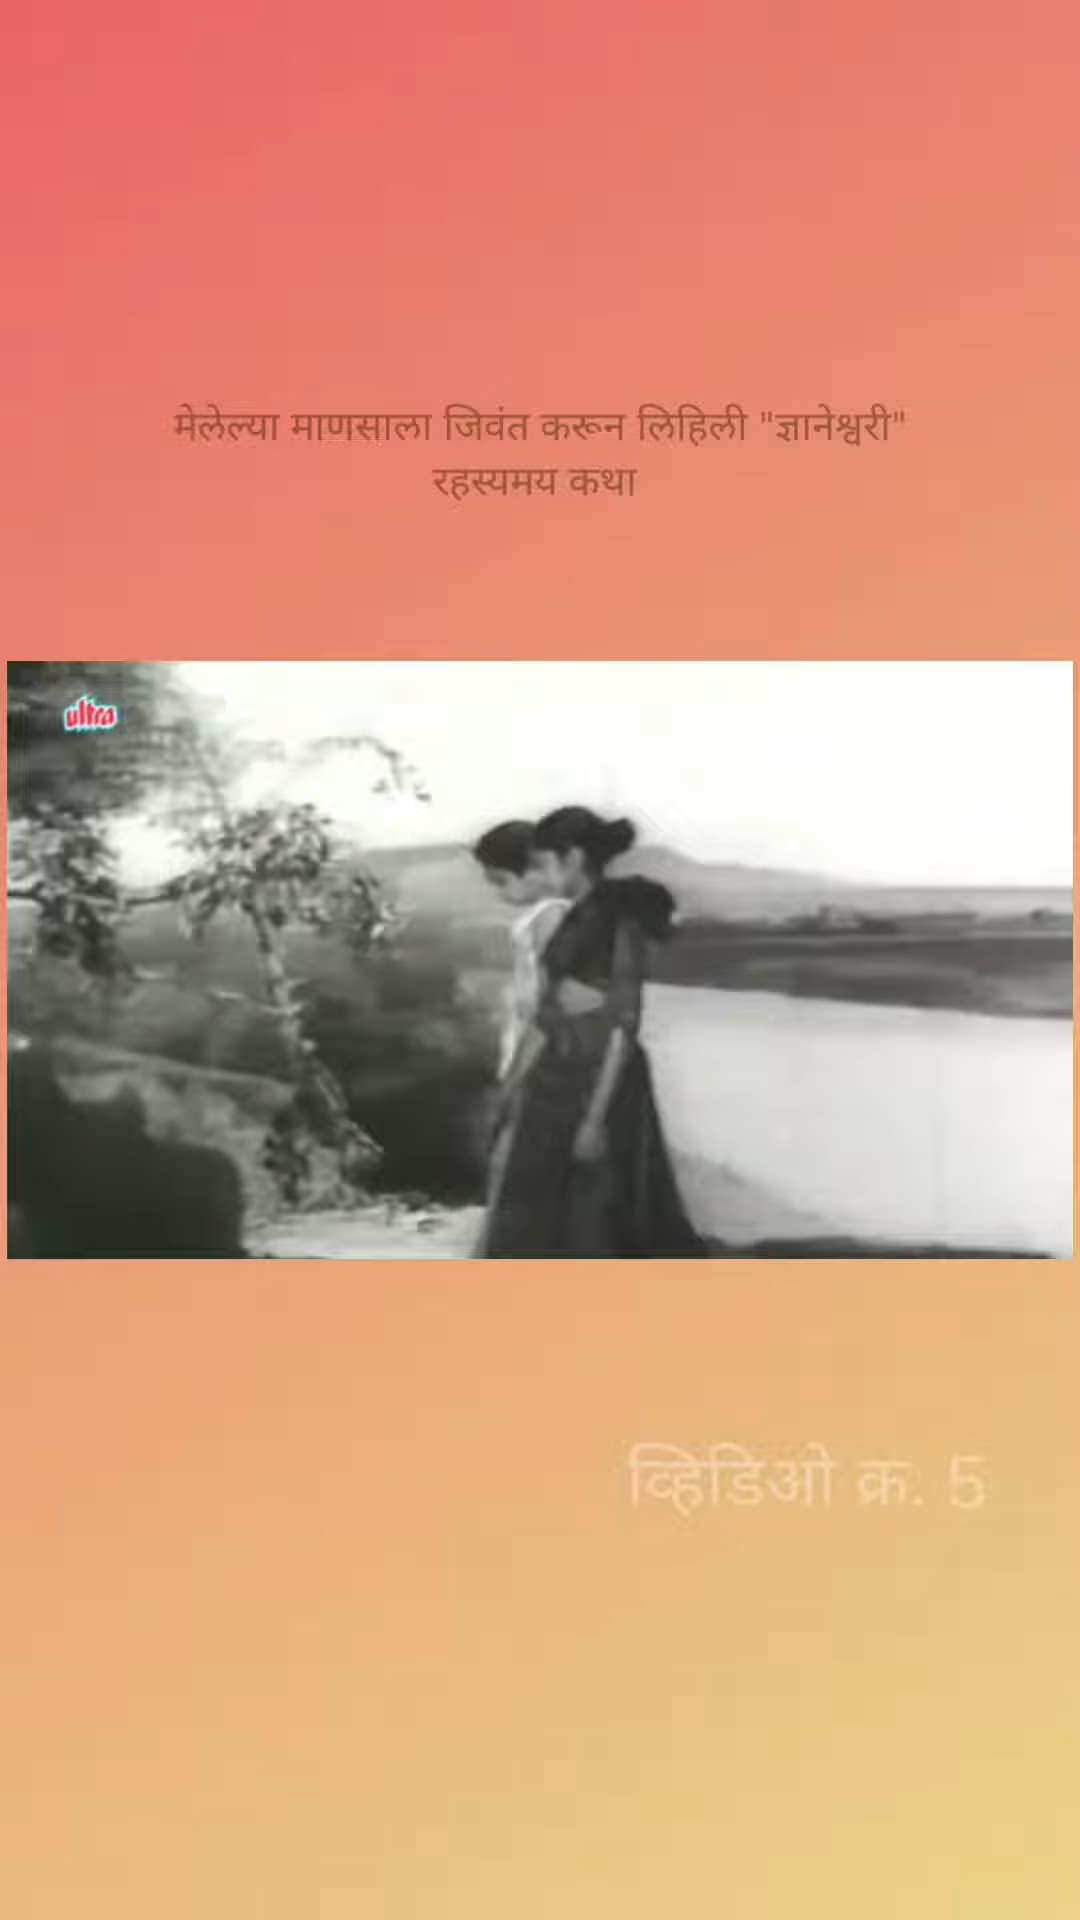 मेलेल्या माणसाला जिवंत करून लिहिली "ज्ञानेश्वरी"
रहस्यमय कथा
ultra
व्हिडिओ क्र. 5